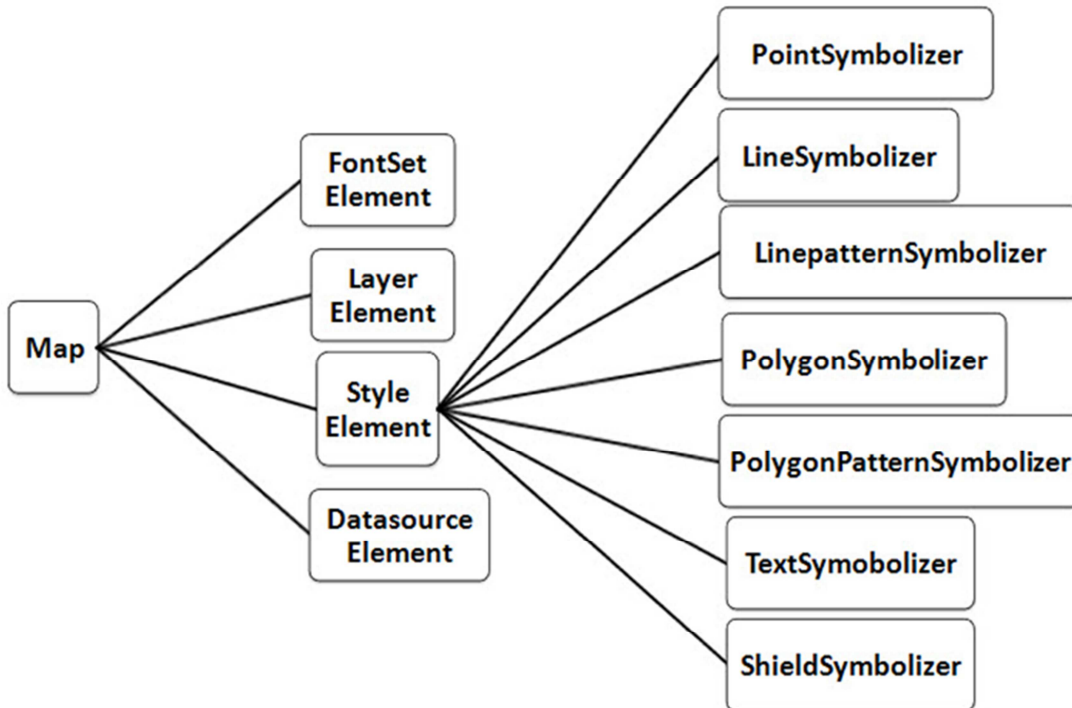 Map
FontSet
Element
Layer
Element
Style
Element
Datasource
Element
PointSymbolizer
LineSymbolizer
LinepatternSymbolizer
PolygonSymbolizer
PolygonPatternSymbolizer
TextSymobolizer
ShieldSymbolizer